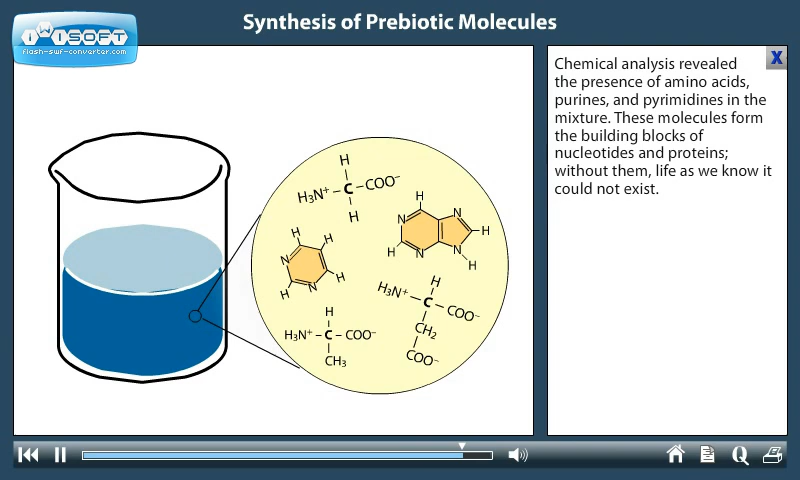 Synthesis of Prebiotic Molecules
iWiSOFT
flash-swf-converter.com
X
Chemical analysis revealed
the presence of amino acids,
purines, and pyrimidines in the
mixture. These molecules form
the building blocks of
nucleotides and proteins;
without them, life as we know it
could not exist.
H
H₃N⁺ C COO⁻
H
H
N N H
H N N
H
H H
N
H N H
H
H₃N⁺ C COO⁻
CH₂
COO⁻
H
H₃N⁺ C COO⁻
CH₃
Q